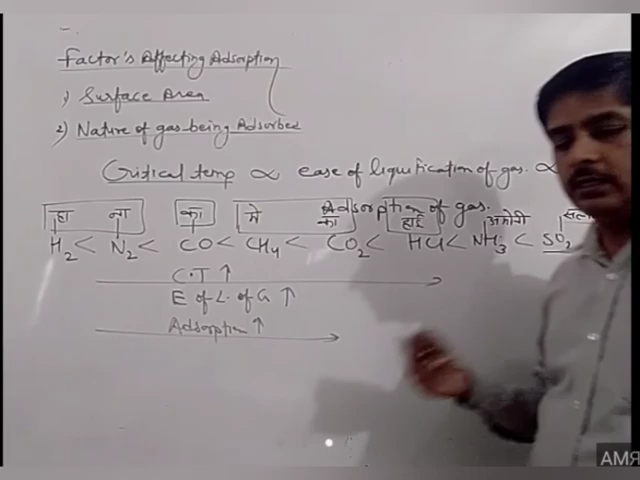 Factor's Affecting Adsorption
1) Surface Area
2) Nature of gas being Adsorbed
Critical temp ∝ ease of liquification of gas. ∝
Adsorption of gas.
हा ना का मे का हाई अमोनी
H2 < N2 < CO < CH4 < CO2 < HCl < NH3 < SO2
C.T ↑
E of L. of G ↑
Adsorption ↑
AMЯ